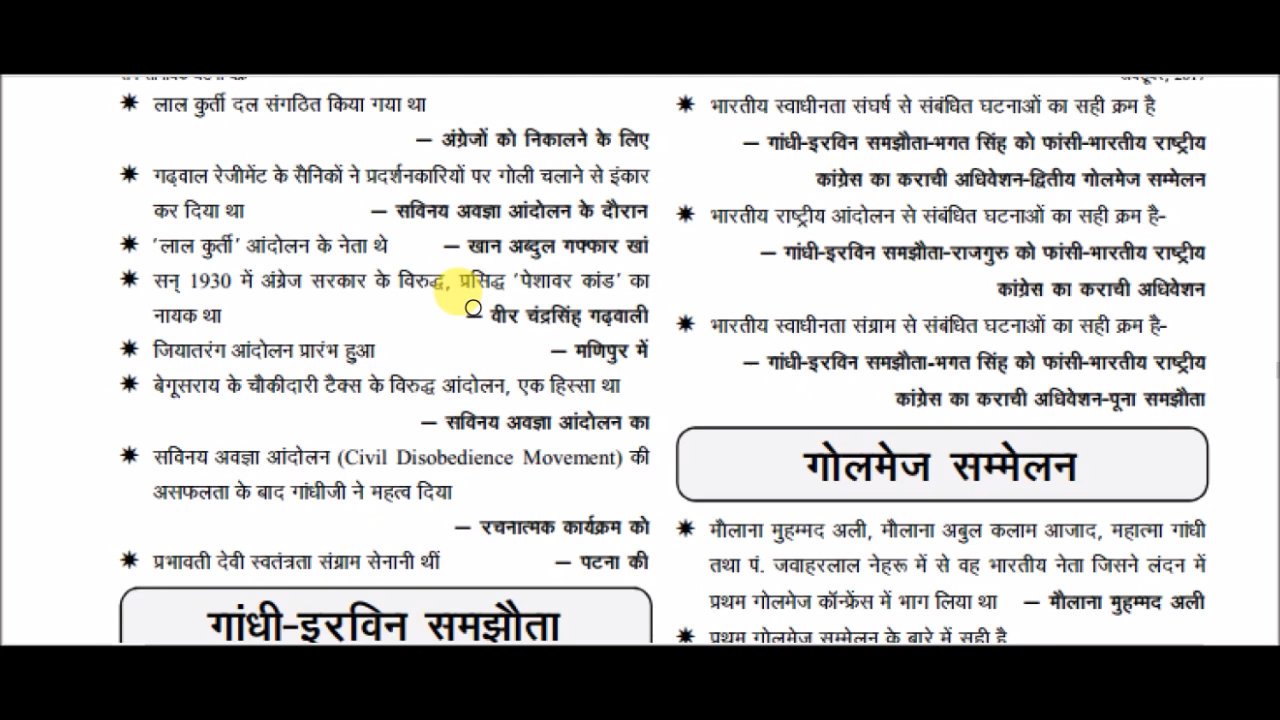 ✷ लाल कुर्ती दल संगठित किया गया था
– अंग्रेजों को निकालने के लिए
✷ गढ़वाल रेजीमेंट के सैनिकों ने प्रदर्शनकारियों पर गोली चलाने से इंकार
कर दिया था – सविनय अवज्ञा आंदोलन के दौरान
✷ 'लाल कुर्ती' आंदोलन के नेता थे – खान अब्दुल गफ्फार खां
✷ सन् 1930 में अंग्रेज सरकार के विरुद्ध, प्रसिद्ध 'पेशावर कांड' का
नायक था – वीर चंद्रसिंह गढ़वाली
✷ जियातरंग आंदोलन प्रारंभ हुआ – मणिपुर में
✷ बेगूसराय के चौकीदारी टैक्स के विरुद्ध आंदोलन, एक हिस्सा था
– सविनय अवज्ञा आंदोलन का
✷ सविनय अवज्ञा आंदोलन (Civil Disobedience Movement) की
असफलता के बाद गांधीजी ने महत्व दिया
– रचनात्मक कार्यक्रम को
✷ प्रभावती देवी स्वतंत्रता संग्राम सेनानी थीं – पटना की
गांधी-इरविन समझौता
✷ भारतीय स्वाधीनता संघर्ष से संबंधित घटनाओं का सही क्रम है
– गांधी-इरविन समझौता-भगत सिंह को फांसी-भारतीय राष्ट्रीय
कांग्रेस का कराची अधिवेशन-द्वितीय गोलमेज सम्मेलन
✷ भारतीय राष्ट्रीय आंदोलन से संबंधित घटनाओं का सही क्रम है-
– गांधी-इरविन समझौता-राजगुरु को फांसी-भारतीय राष्ट्रीय
कांग्रेस का कराची अधिवेशन
✷ भारतीय स्वाधीनता संग्राम से संबंधित घटनाओं का सही क्रम है-
– गांधी-इरविन समझौता-भगत सिंह को फांसी-भारतीय राष्ट्रीय
कांग्रेस का कराची अधिवेशन-पूना समझौता
गोलमेज सम्मेलन
✷ मौलाना मुहम्मद अली, मौलाना अबुल कलाम आजाद, महात्मा गांधी
तथा पं. जवाहरलाल नेहरू में से वह भारतीय नेता जिसने लंदन में
प्रथम गोलमेज कॉन्फ्रेंस में भाग लिया था – मौलाना मुहम्मद अली
✷ प्रथम गोलमेज सम्मेलन के बारे में सही है